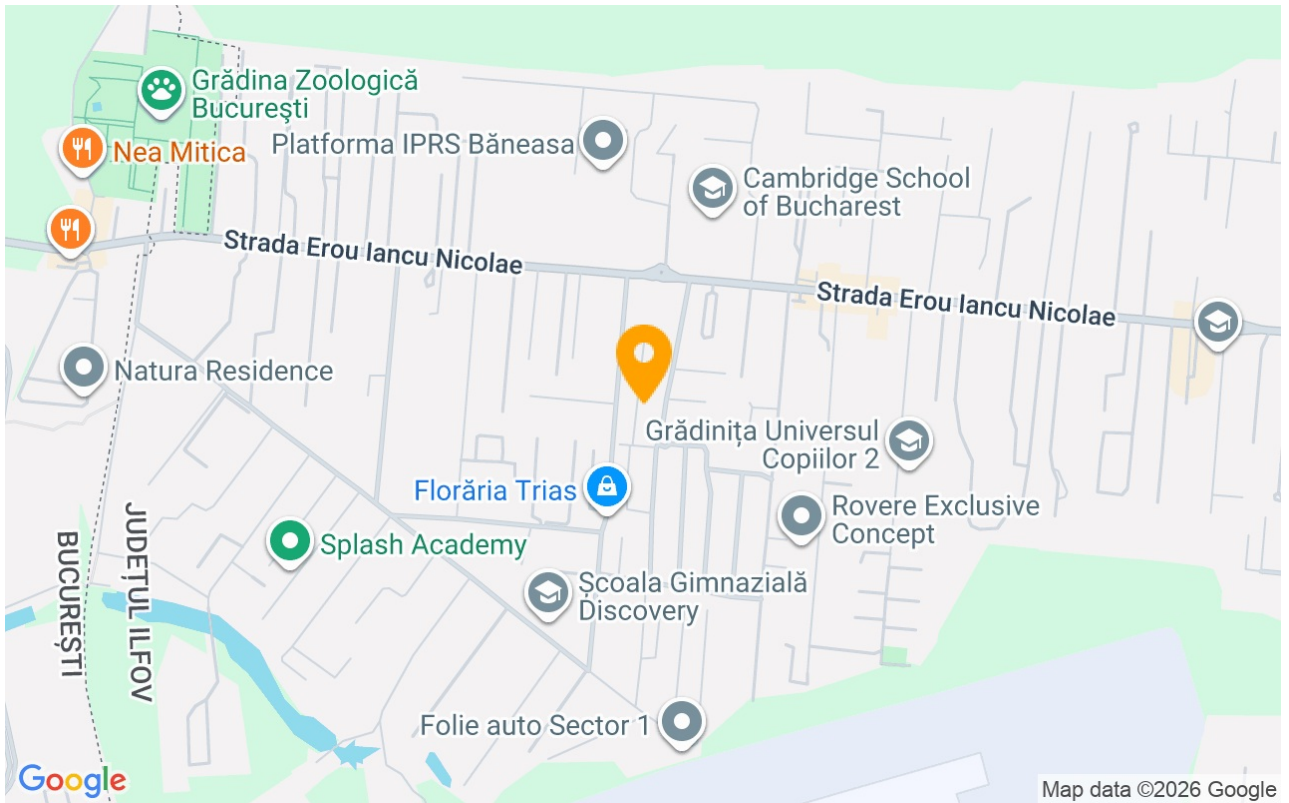 Grădina Zoologică
București
Nea Mitica
Platforma IPRS Băneasa
Cambridge School
of Bucharest
Strada Erou Iancu Nicolae
Strada Erou Iancu Nicolae
Natura Residence
Grădinița Universul
Copiilor 2
Florăria Trias
Rovere Exclusive
Concept
Splash Academy
JUDEȚUL ILFOV
BUCUREȘTI
Școala Gimnazială
Discovery
Folie auto Sector 1
Google
Map data ©2026 Google